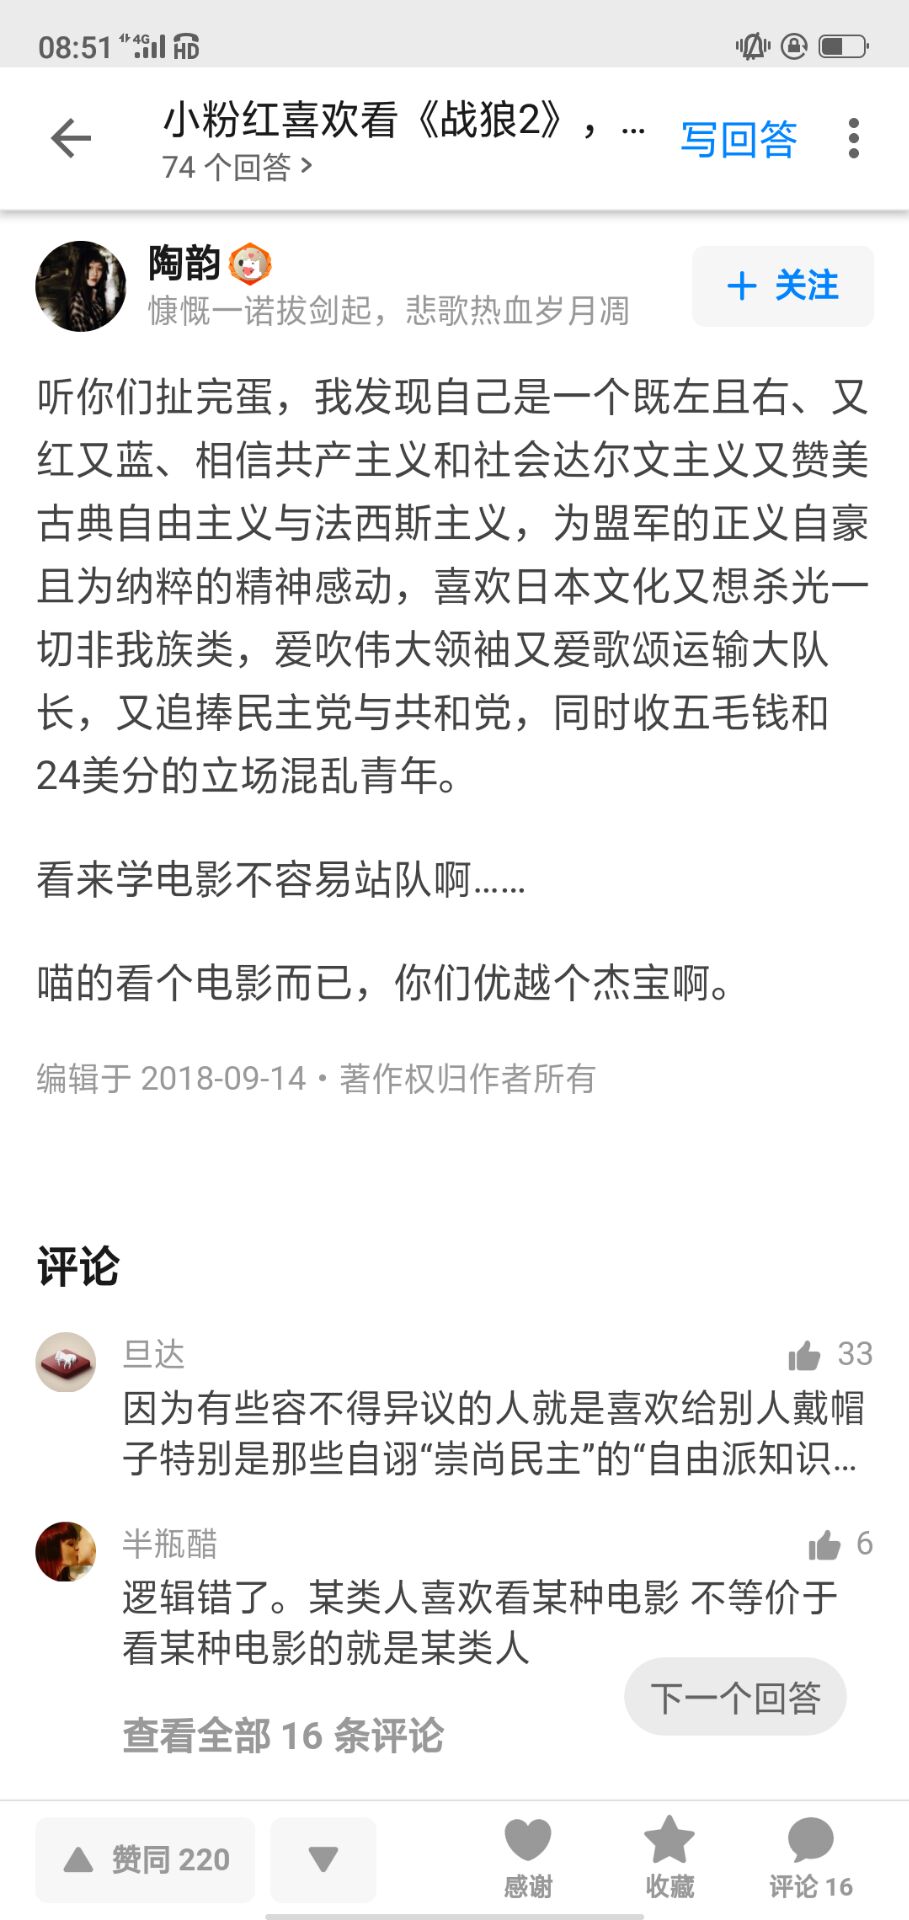 08:51 4G HD
小粉红喜欢看《战狼2》，...
74 个回答 >
写回答
陶韵
慷慨一诺拔剑起，悲歌热血岁月凋
+ 关注
听你们扯完蛋，我发现自己是一个既左且右、又
红又蓝、相信共产主义和社会达尔文主义又赞美
古典自由主义与法西斯主义，为盟军的正义自豪
且为纳粹的精神感动，喜欢日本文化又想杀光一
切非我族类，爱吹伟大领袖又爱歌颂运输大队
长，又追捧民主党与共和党，同时收五毛钱和
24美分的立场混乱青年。
看来学电影不容易站队啊……
喵的看个电影而已，你们优越个杰宝啊。
编辑于 2018-09-14 · 著作权归作者所有
评论
旦达
33
因为有些容不得异议的人就是喜欢给别人戴帽
子特别是那些自诩“崇尚民主”的“自由派知识...
半瓶醋
6
逻辑错了。某类人喜欢看某种电影 不等价于
看某种电影的就是某类人
下一个回答
查看全部 16 条评论
赞同 220
感谢
收藏
评论 16